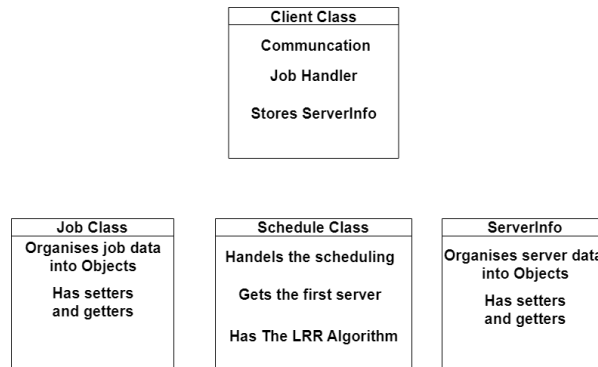 Client Class
Communcation
Job Handler
Stores ServerInfo
Job Class
Organises job data
into Objects
Has setters
and getters
Schedule Class
Handels the scheduling
Gets the first server
Has The LRR Algorithm
ServerInfo
Organises server data
into Objects
Has setters
and getters